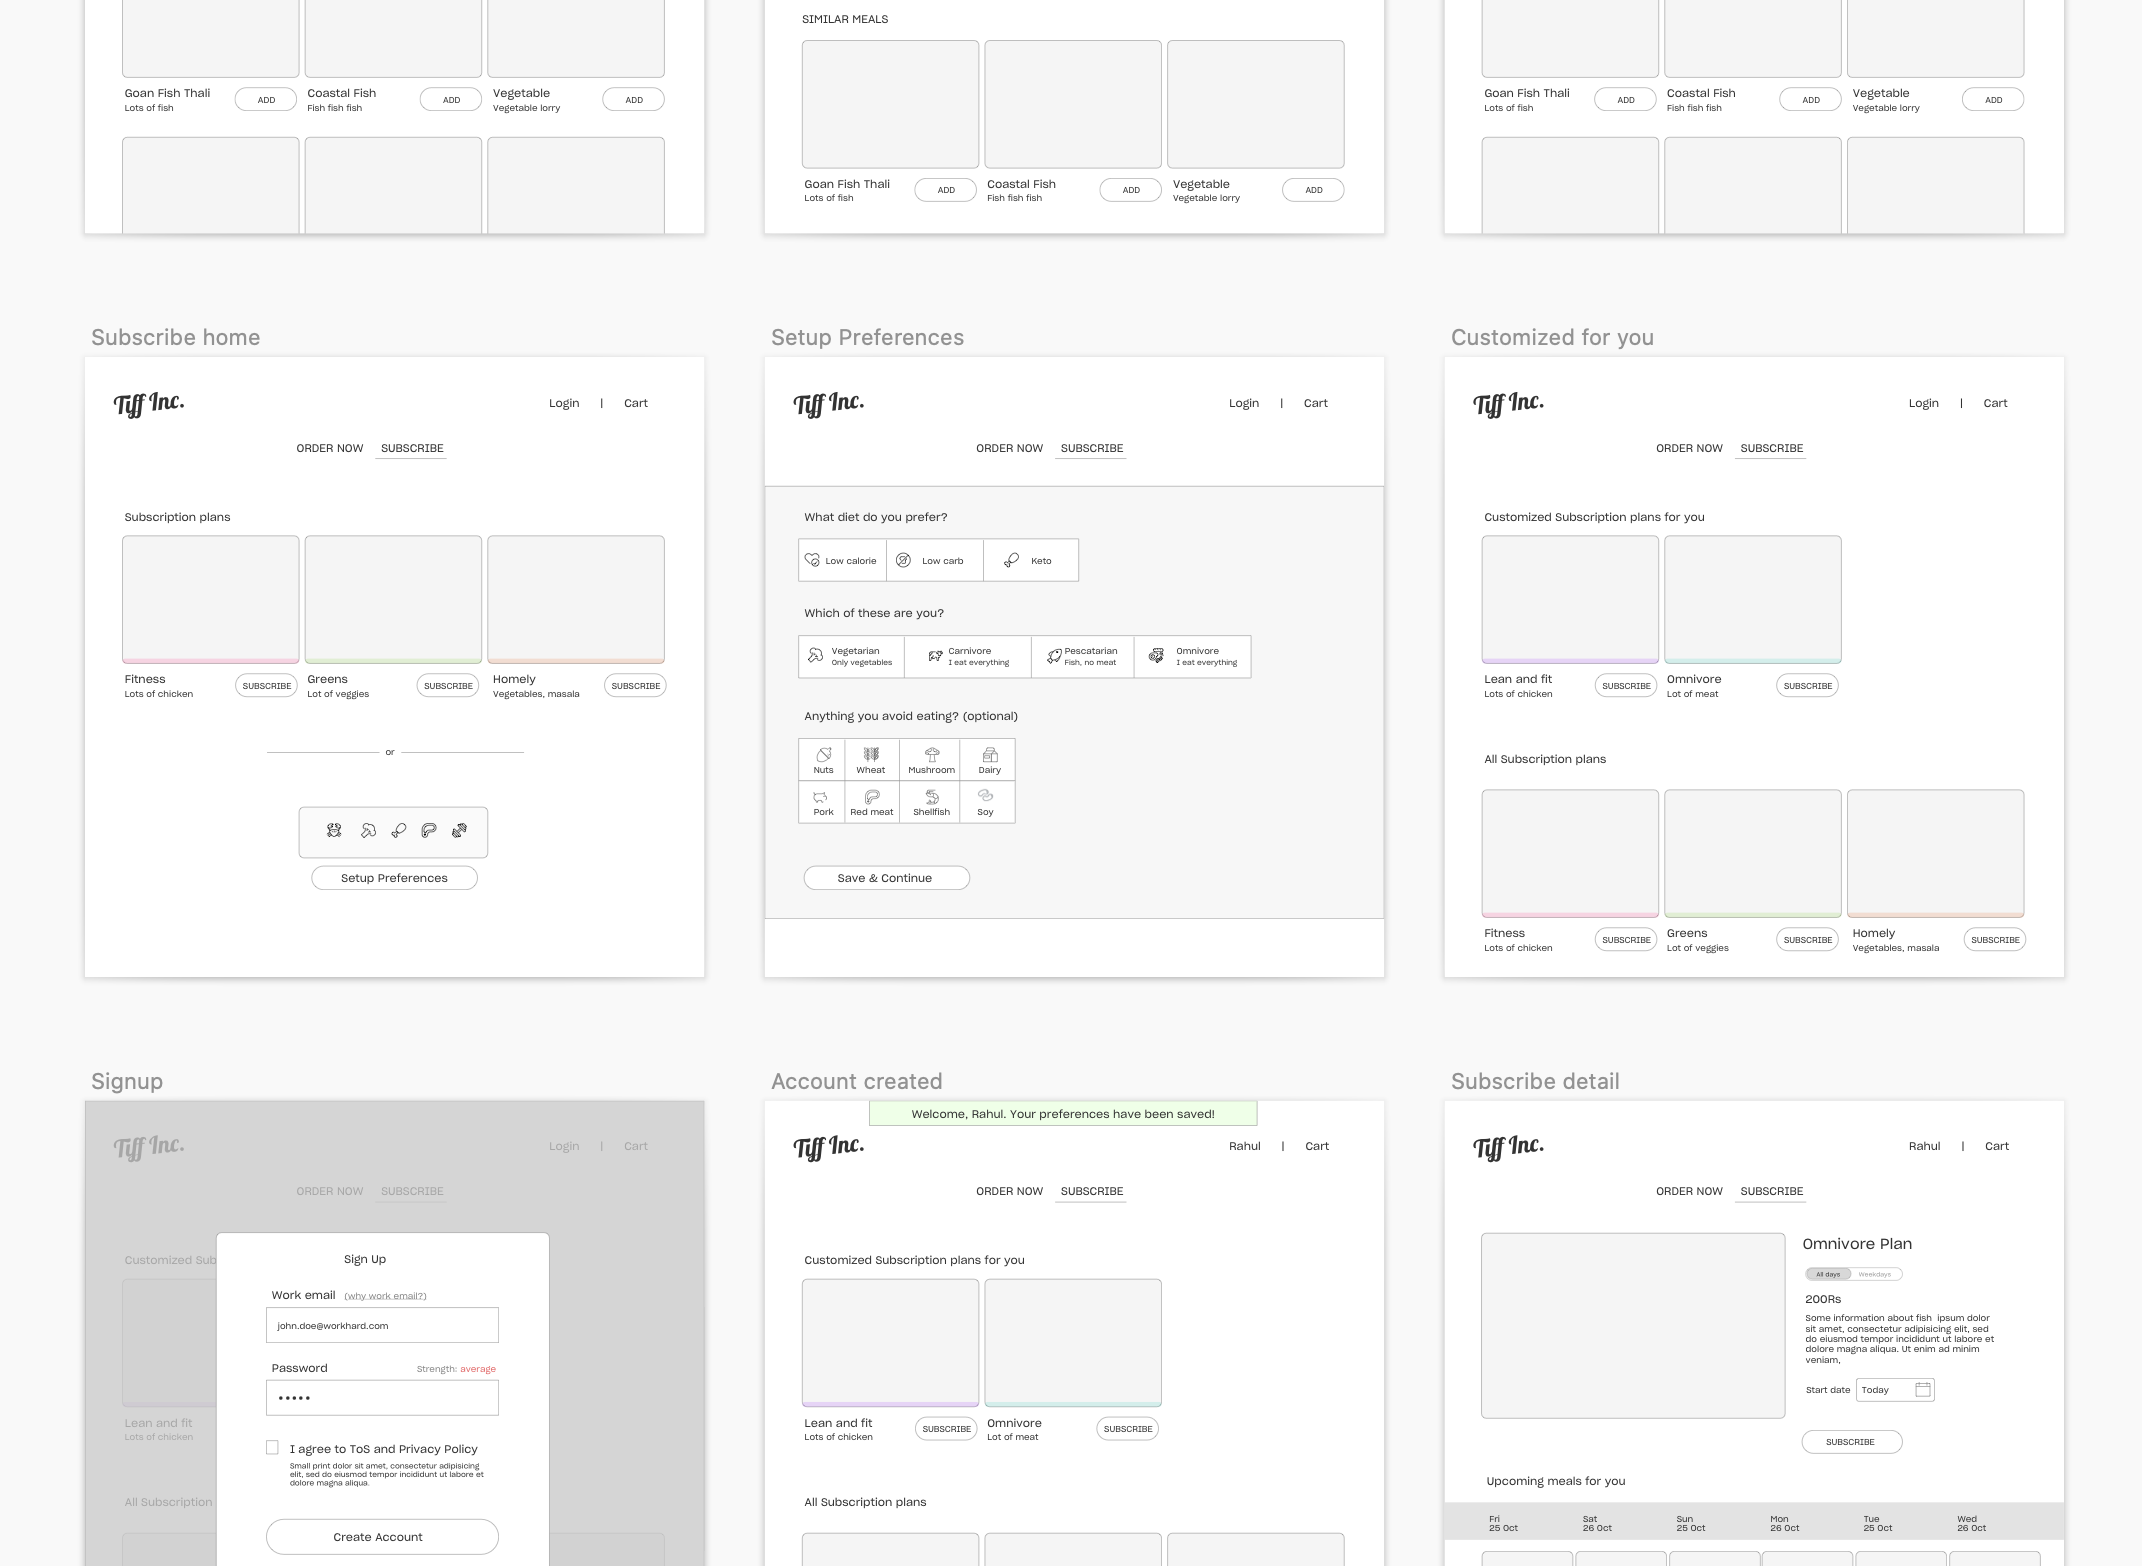 Goan Fish Thali
Lots of fish
ADD
Coastal Fish
Fish fish fish
ADD
Vegetable
Vegetable lorry
ADD
SIMILAR MEALS
Goan Fish Thali
Lots of fish
ADD
Coastal Fish
Fish fish fish
ADD
Vegetable
Vegetable lorry
ADD
Goan Fish Thali
Lots of fish
ADD
Coastal Fish
Fish fish fish
ADD
Vegetable
Vegetable lorry
ADD
Subscribe home
Tiff Inc.
Login | Cart
ORDER NOW SUBSCRIBE
Subscription plans
Fitness
Lots of chicken
SUBSCRIBE
Greens
Lot of veggies
SUBSCRIBE
Homely
Vegetables, masala
SUBSCRIBE
or
Setup Preferences
Setup Preferences
Tiff Inc.
Login | Cart
ORDER NOW SUBSCRIBE
What diet do you prefer?
Low calorie
Low carb
Keto
Which of these are you?
Vegetarian
Only vegetables
Carnivore
I eat everything
Pescatarian
Fish, no meat
Omnivore
I eat everything
Anything you avoid eating? (optional)
Nuts
Wheat
Mushroom
Dairy
Pork
Red meat
Shellfish
Soy
Save & Continue
Customized for you
Tiff Inc.
Login | Cart
ORDER NOW SUBSCRIBE
Customized Subscription plans for you
Lean and fit
Lots of chicken
SUBSCRIBE
Omnivore
Lot of meat
SUBSCRIBE
All Subscription plans
Fitness
Lots of chicken
SUBSCRIBE
Greens
Lot of veggies
SUBSCRIBE
Homely
Vegetables, masala
SUBSCRIBE
Signup
Tiff Inc.
Login | Cart
ORDER NOW SUBSCRIBE
Customized Sub
Lean and fit
Lots of chicken
All Subscription
Sign Up
Work email (why work email?)
john.doe@workhard.com
Password
Strength: average
•••••
I agree to ToS and Privacy Policy
Small print dolor sit amet, consectetur adipisicing
elit, sed do eiusmod tempor incididunt ut labore et
dolore magna aliqua.
Create Account
Account created
Welcome, Rahul. Your preferences have been saved!
Tiff Inc.
Rahul | Cart
ORDER NOW SUBSCRIBE
Customized Subscription plans for you
Lean and fit
Lots of chicken
SUBSCRIBE
Omnivore
Lot of meat
SUBSCRIBE
All Subscription plans
Subscribe detail
Tiff Inc.
Rahul | Cart
ORDER NOW SUBSCRIBE
Omnivore Plan
All days Weekdays
200Rs
Some information about fish ipsum dolor
sit amet, consectetur adipisicing elit, sed
do eiusmod tempor incididunt ut labore et
dolore magna aliqua. Ut enim ad minim
veniam,
Start date Today
SUBSCRIBE
Upcoming meals for you
Fri
25 Oct
Sat
26 Oct
Sun
25 Oct
Mon
26 Oct
Tue
25 Oct
Wed
26 Oct